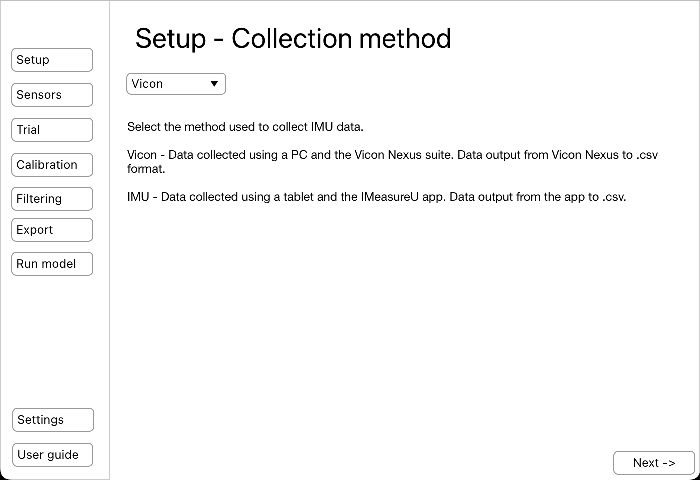 Setup - Collection method
Setup
Sensors
Trial
Calibration
Filtering
Export
Run model
Settings
User guide
Vicon
Select the method used to collect IMU data.
Vicon - Data collected using a PC and the Vicon Nexus suite. Data output from Vicon Nexus to .csv
format.
IMU - Data collected using a tablet and the IMeasureU app. Data output from the app to .csv.
Next ->